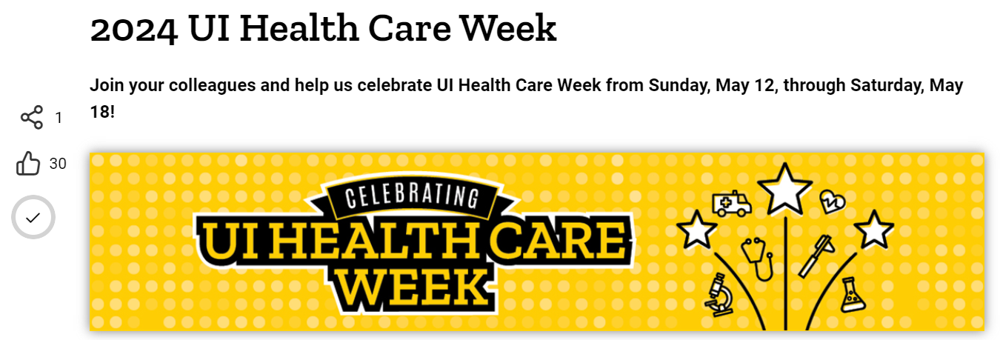 2024 UI Health Care Week
Join your colleagues and help us celebrate UI Health Care Week from Sunday, May 12, through Saturday, May
18!
1
30
CELEBRATING
UI HEALTH CARE
WEEK